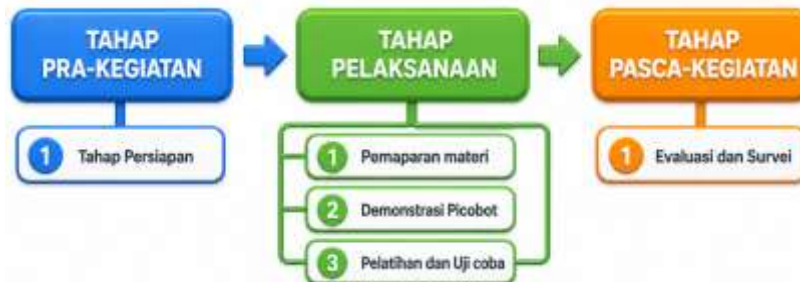 TAHAP
PRA-KEGIATAN
1 Tahap Persiapan
TAHAP
PELAKSANAAN
1 Pemaparan materi
2 Demonstrasi Picobot
3 Pelatihan dan Uji coba
TAHAP
PASCA-KEGIATAN
1 Evaluasi dan Survei